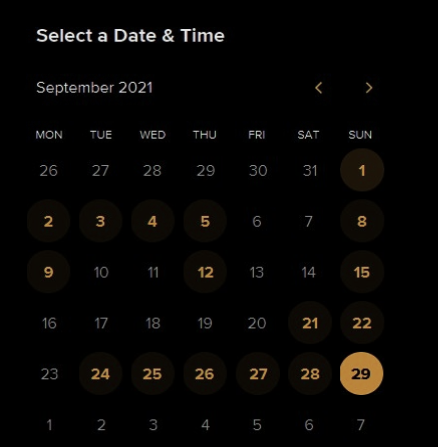 Select a Date & Time
September 2021
MON TUE WED THU FRI SAT SUN
26 27 28 29 30 31 1
2 3 4 5 6 7 8
9 10 11 12 13 14 15
16 17 18 19 20 21 22
23 24 25 26 27 28 29
1 2 3 4 5 6 7